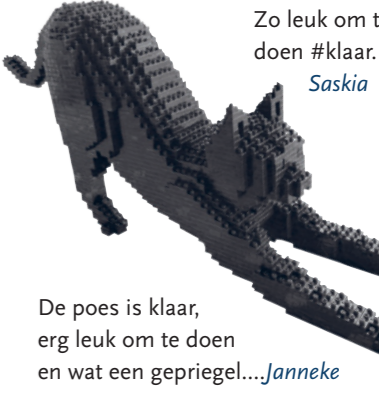 Zo leuk om t
doen #klaar.
Saskia
De poes is klaar,
erg leuk om te doen
en wat een gepriegel....Janneke